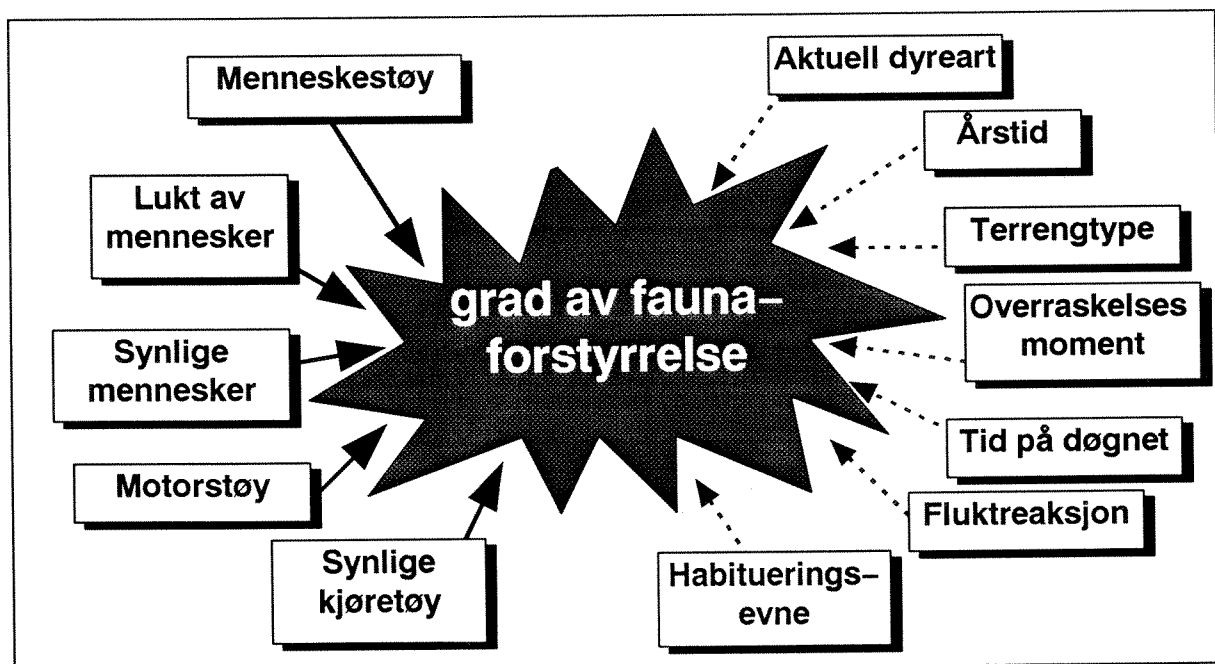 Menneskestøy
Lukt av
mennesker
Synlige
mennesker
Motorstøy
Synlige
kjøretøy
grad av fauna–
forstyrrelse
Aktuell dyreart
Årstid
Terrengtype
Overraskelses
moment
Tid på døgnet
Fluktreaksjon
Habituerings–
evne